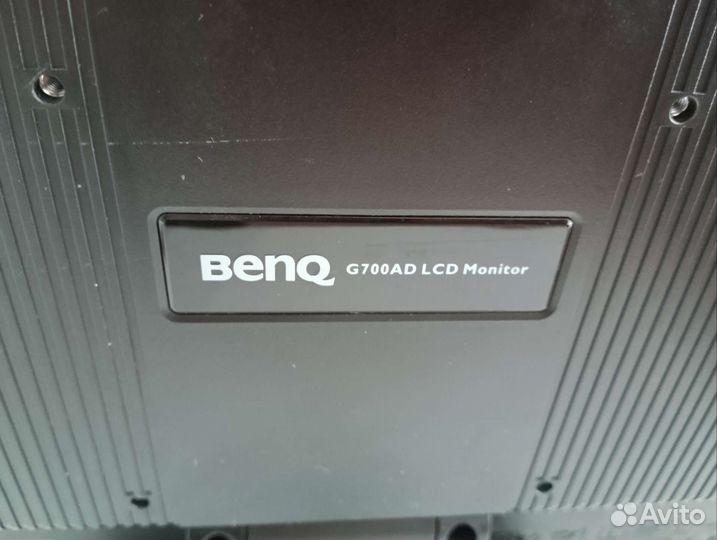 BenQ G700AD LCD Monitor
Avito